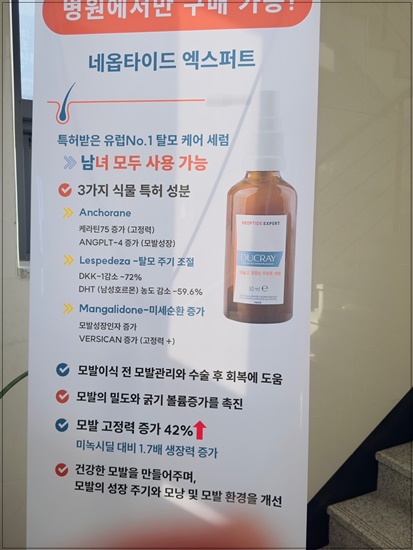 병원에서만 구매 가능!
네옵타이드 엑스퍼트
특허받은 유럽No.1 탈모 케어 세럼
남녀 모두 사용 가능
3가지 식물 특허 성분
Anchorane
케라틴75 증가 (고정력)
ANGPLT-4 증가 (모발성장)
Lespedeza -탈모 주기 조절
DKK-1감소 -72%
DHT (남성호르몬) 농도 감소 -59.6%
Mangalidone-미세순환 증가
모발성장인자 증가
VERSICAN 증가 (고정력 +)
NEOPTIDE EXPERT
DUCRAY
50 ml e
모발이식 전 모발관리와 수술 후 회복에 도움
모발의 밀도와 굵기 볼륨증가를 촉진
모발 고정력 증가 42%
미녹시딜 대비 1.7배 생장력 증가
건강한 모발을 만들어주며,
모발의 성장 주기와 모낭 및 모발 환경을 개선